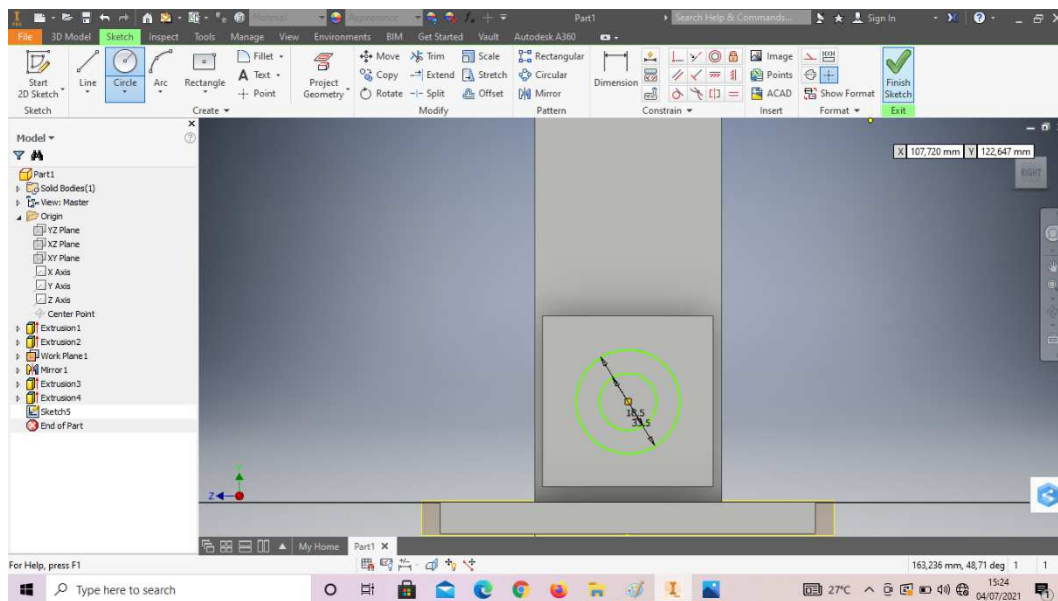 Material
Appearance
Part1
Search Help & Commands...
Sign In
File 3D Model Sketch Inspect Tools Manage View Environments BIM Get Started Vault Autodesk A360
Start 2D Sketch
Line
Circle
Arc
Rectangle
Fillet
Text
Point
Project Geometry
Move Trim Scale
Copy Extend Stretch
Rotate Split Offset
Rectangular
Circular
Mirror
Dimension
Image
Points
ACAD
Show Format
Finish Sketch
Sketch Create Modify Pattern Constrain Insert Format Exit
Model
Part1
Solid Bodies(1)
View: Master
Origin
YZ Plane
XZ Plane
XY Plane
X Axis
Y Axis
Z Axis
Center Point
Extrusion1
Extrusion2
Work Plane1
Mirror1
Extrusion3
Extrusion4
Sketch5
End of Part
X 107,720 mm Y 122,647 mm
RIGHT
18,5
33,5
Y
Z
My Home Part1
For Help, press F1
163,236 mm, 48,71 deg 1 1
Type here to search
27°C
15:24
04/07/2021